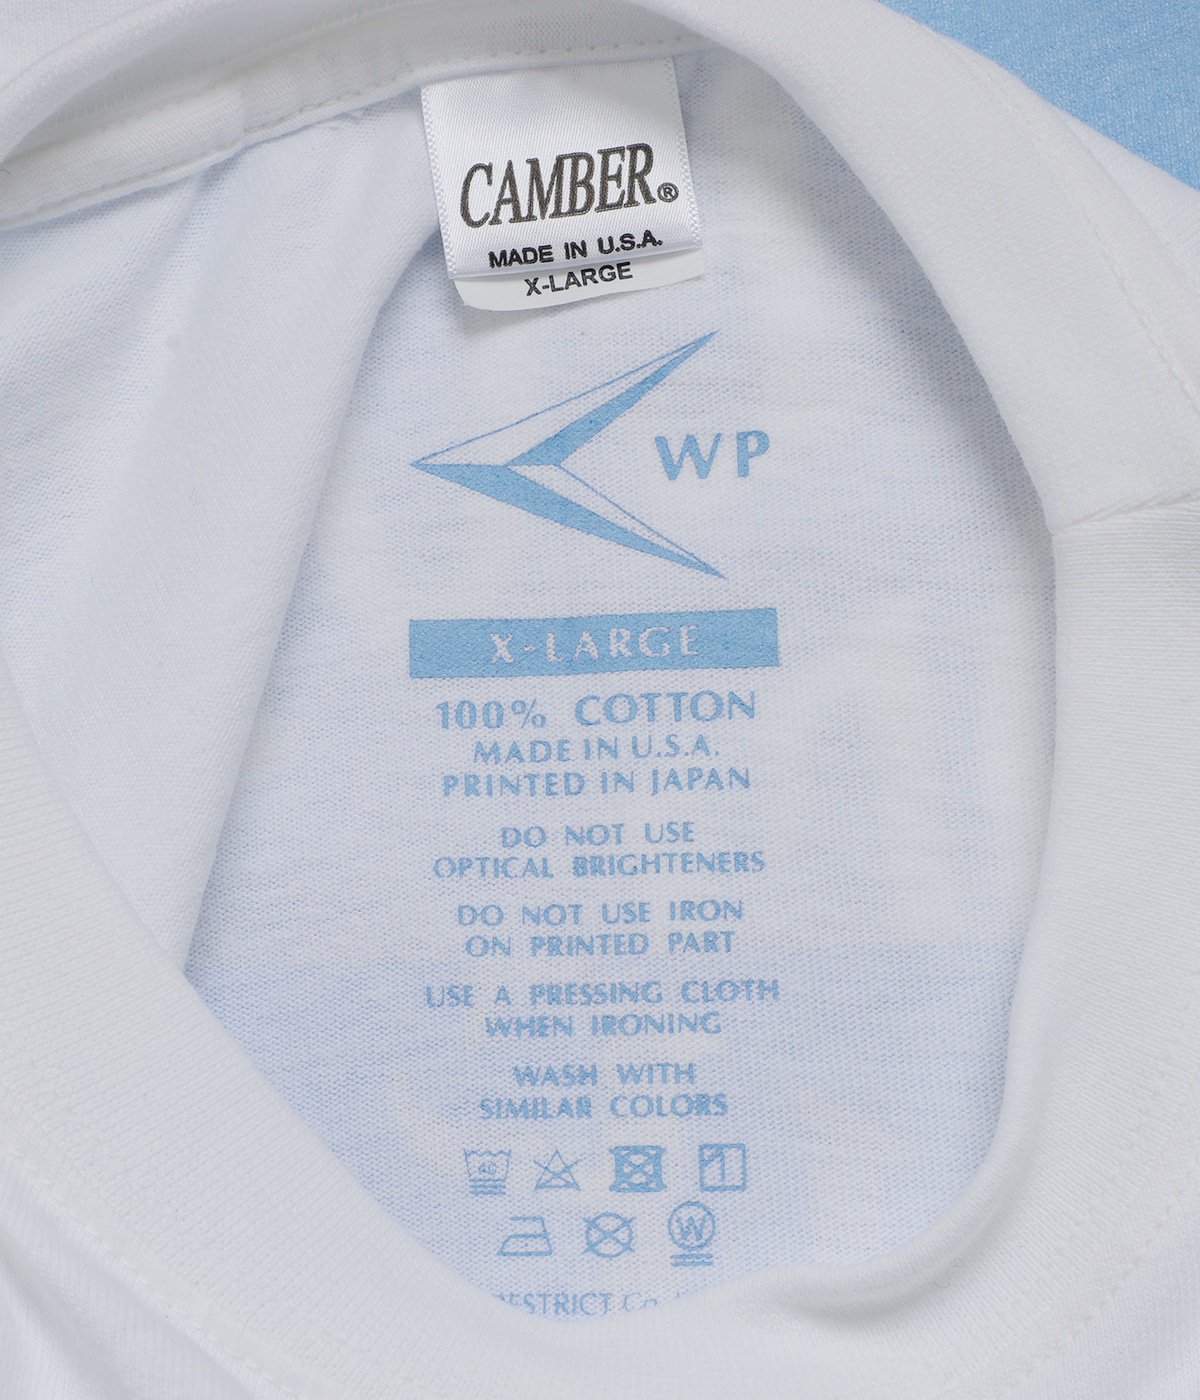 CAMBER®
MADE IN U.S.A.
X-LARGE
WP
X-LARGE
100% COTTON
MADE IN U.S.A.
PRINTED IN JAPAN
DO NOT USE
OPTICAL BRIGHTENERS
DO NOT USE IRON
ON PRINTED PART
USE A PRESSING CLOTH
WHEN IRONING
WASH WITH
SIMILAR COLORS
40
W